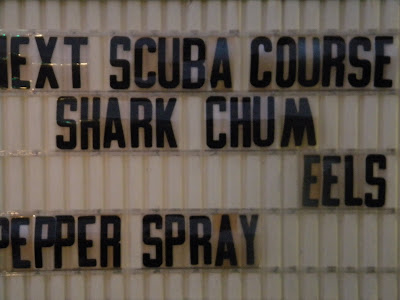 NEXT SCUBA COURSE
SHARK CHUM
EELS
PEPPER SPRAY